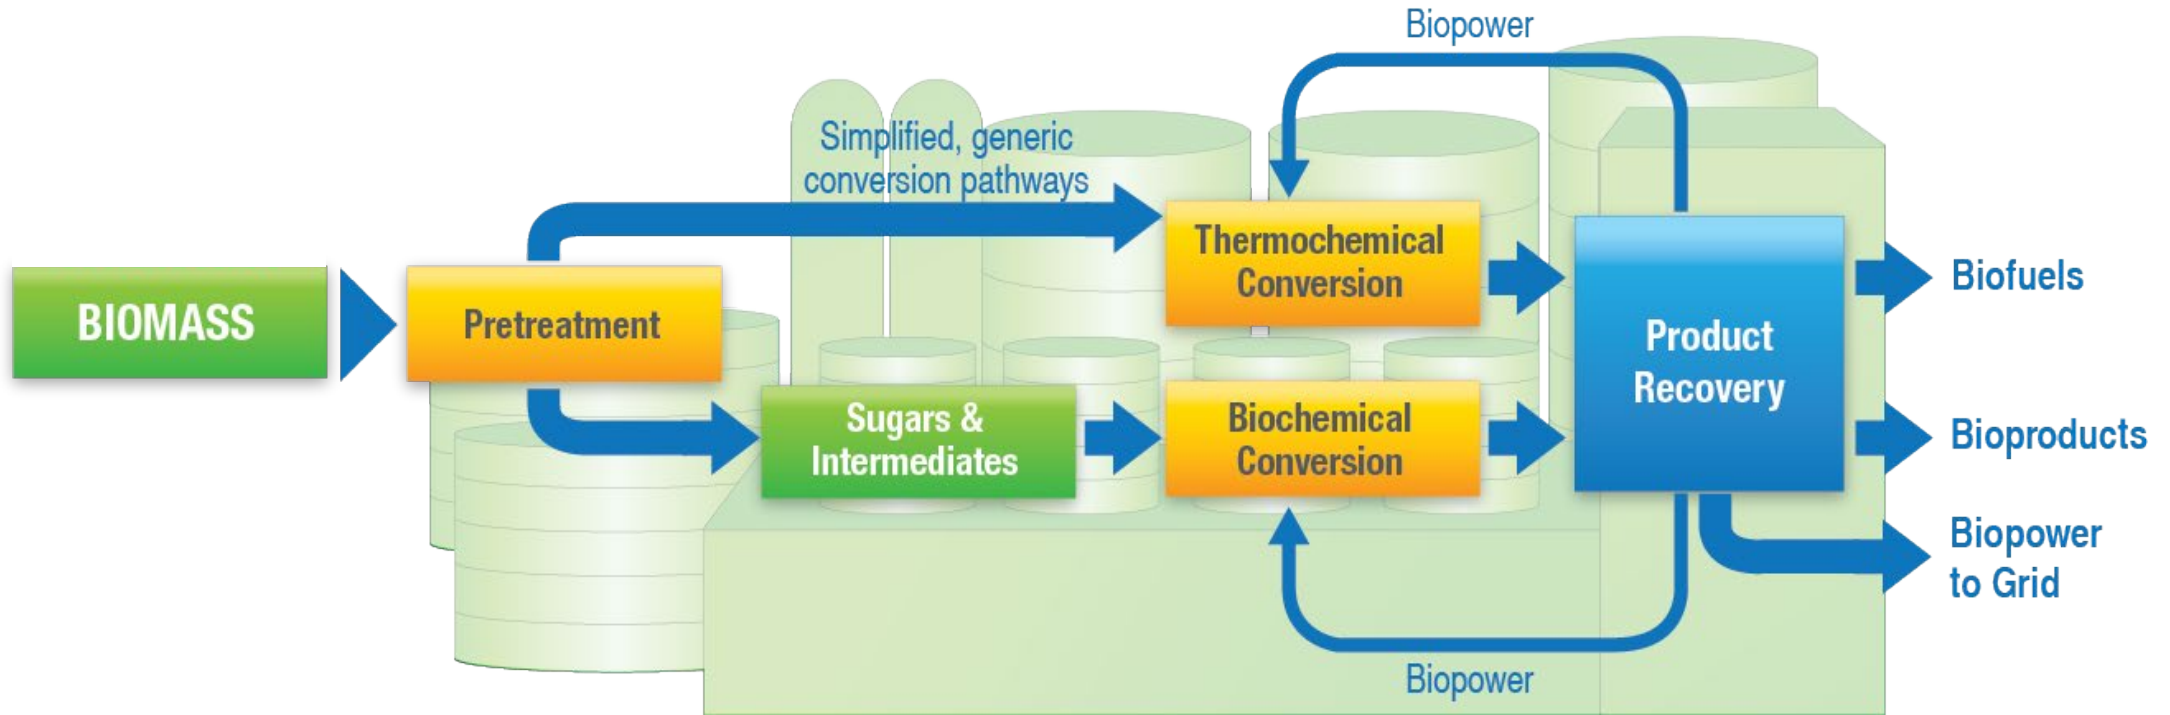 Biopower
Simplified, generic
conversion pathways
BIOMASS
Pretreatment
Thermochemical
Conversion
Sugars &
Intermediates
Biochemical
Conversion
Product
Recovery
Biofuels
Bioproducts
Biopower
to Grid
Biopower